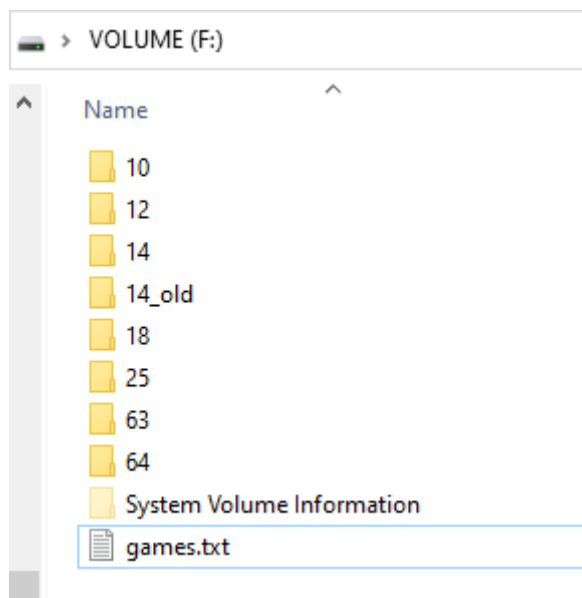 VOLUME (F:)
Name
10
12
14
14_old
18
25
63
64
System Volume Information
games.txt